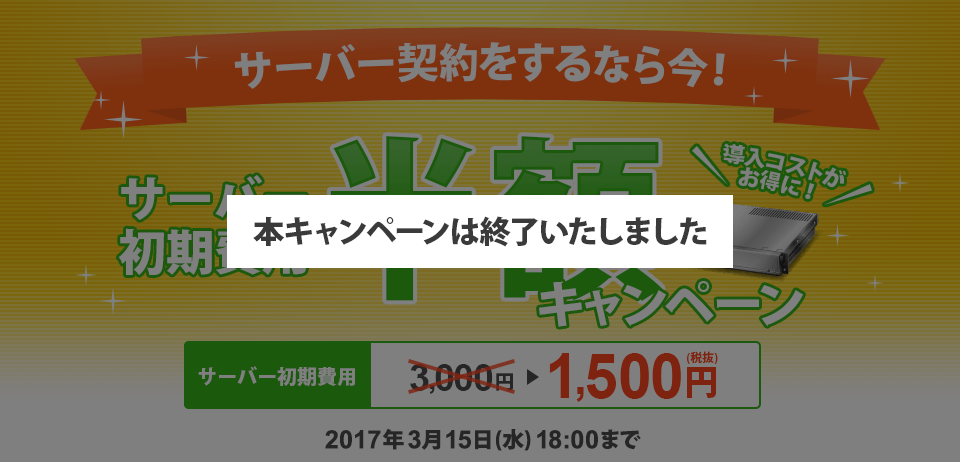 サーバー契約をするなら今!
導入コストが
お得に!
サーバー
初期費用
半額
キャンペーン
本キャンペーンは終了いたしました
サーバー初期費用 3,000円 ▶ 1,500円 (税抜)
2017年3月15日(水)18:00まで